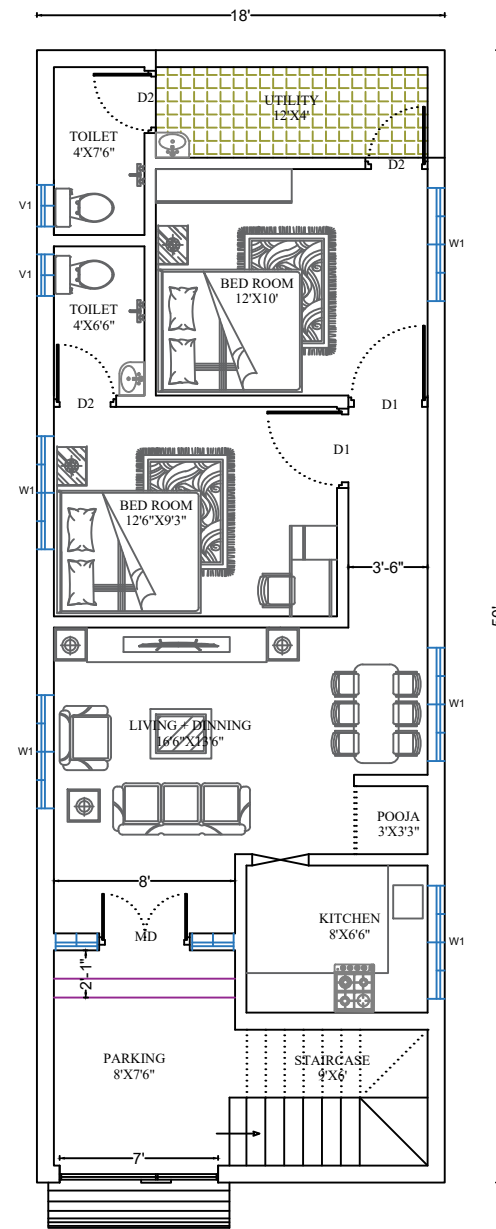 18'
D2
UTILITY
12'X4'
TOILET
4'X7'6"
D2
V1
W1
V1
BED ROOM
12'X10'
TOILET
4'X6'6"
D2
D1
D1
W1
BED ROOM
12'6"X9'3"
3'-6"
50'
W1
LIVING + DINNING
16'6"X13'6"
W1
POOJA
3'X3'3"
8'
KITCHEN
8'X6'6"
MD
W1
2'-1"
PARKING
8'X7'6"
STAIRCASE
9'X6'
7'